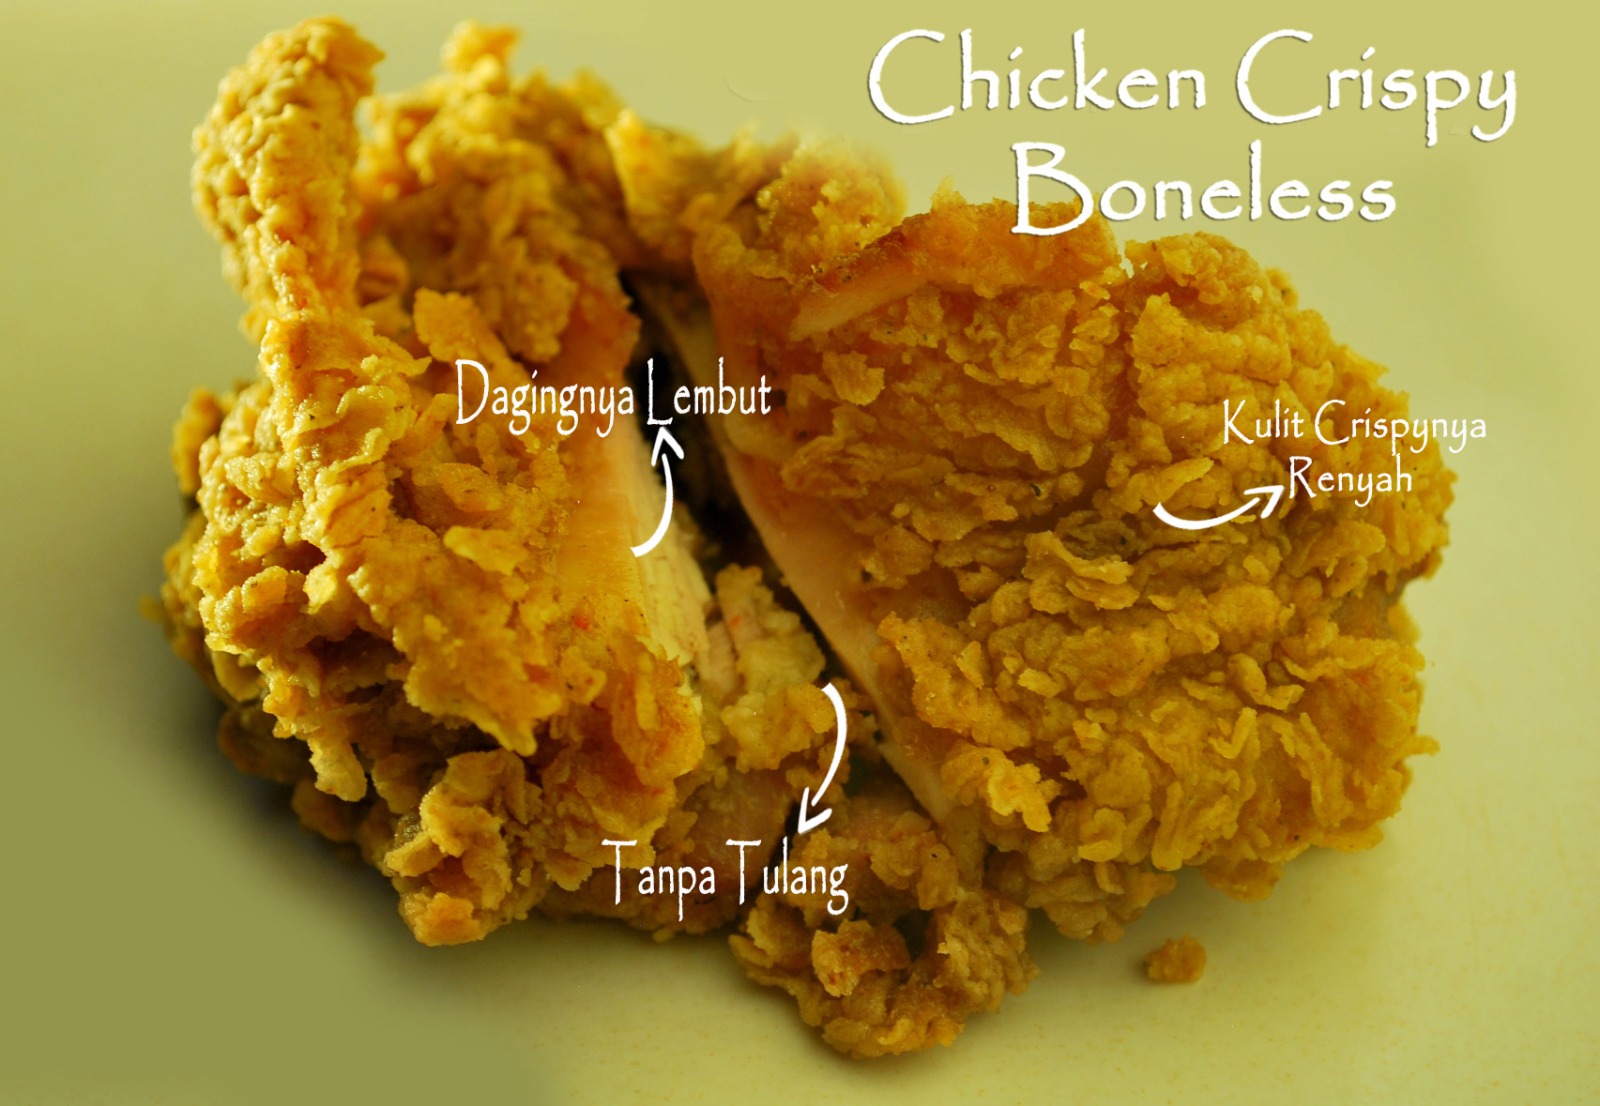 Chicken Crispy
Boneless
Dagingnya Lembut
Kulit Crispynya
Renyah
Tanpa Tulang